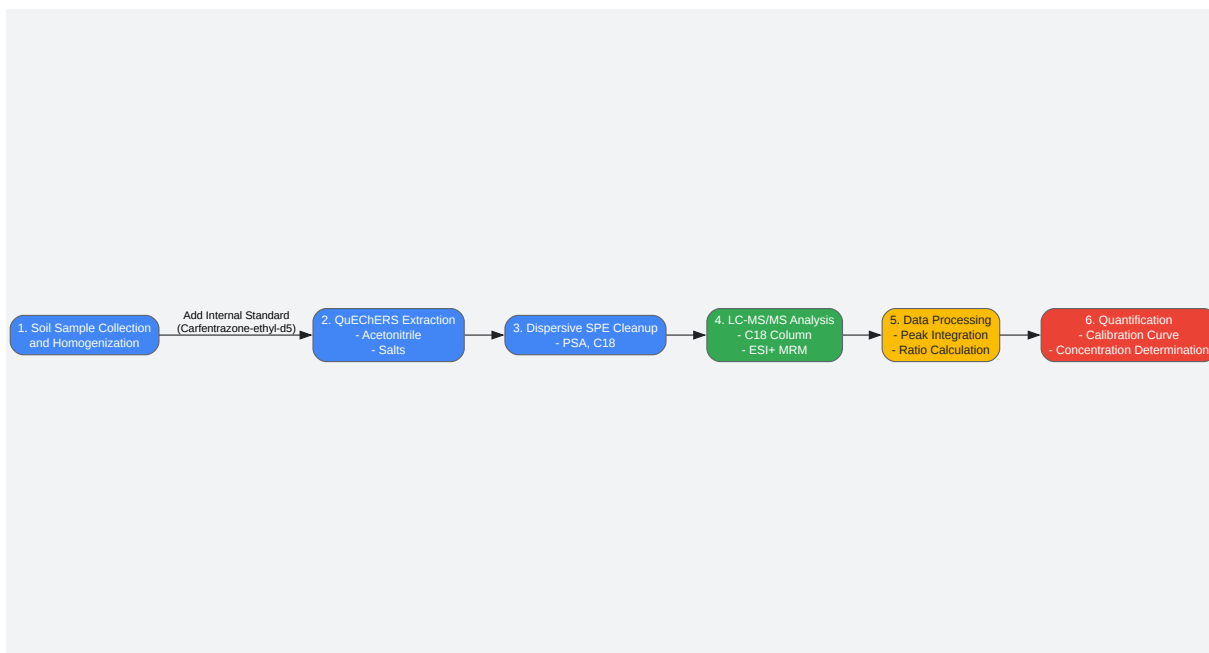 1. Soil Sample Collection
and Homogenization
Add Internal Standard
(Carfentrazone-ethyl-d5)
2. QuEChERS Extraction
- Acetonitrile
- Salts
3. Dispersive SPE Cleanup
- PSA, C18
4. LC-MS/MS Analysis
- C18 Column
- ESI+ MRM
5. Data Processing
- Peak Integration
- Ratio Calculation
6. Quantification
- Calibration Curve
- Concentration Determination